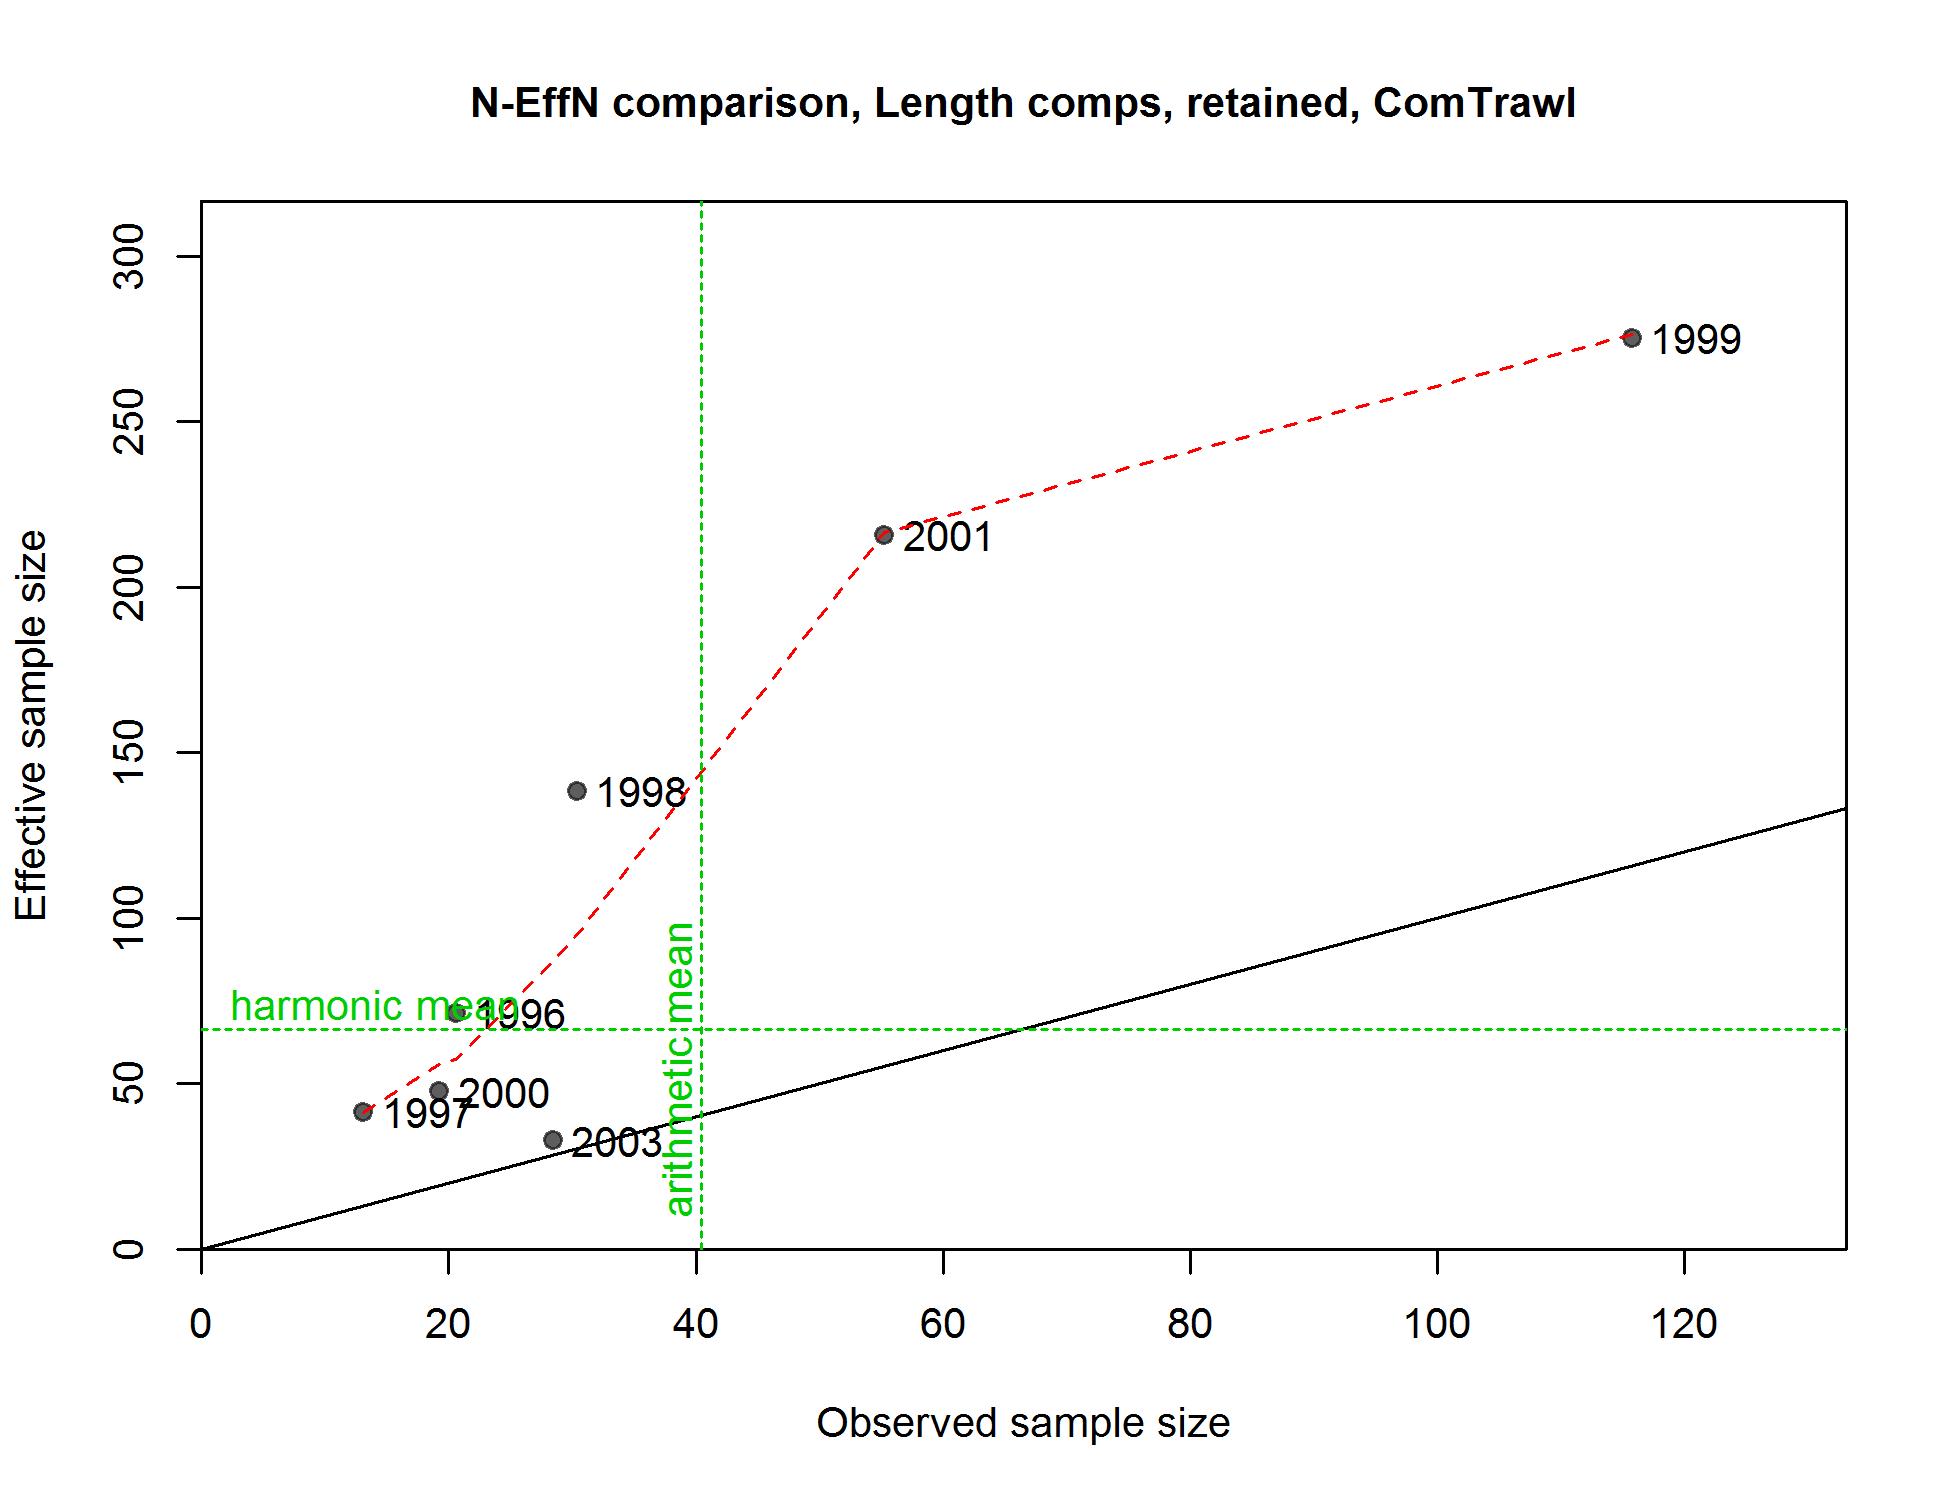 N-EffN comparison, Length comps, retained, ComTrawl
300
250
200
150
100
50
0
Effective sample size
1999
2001
1998
harmonic mean
1996
arithmetic mean
2000
1997
2003
0 20 40 60 80 100 120
Observed sample size